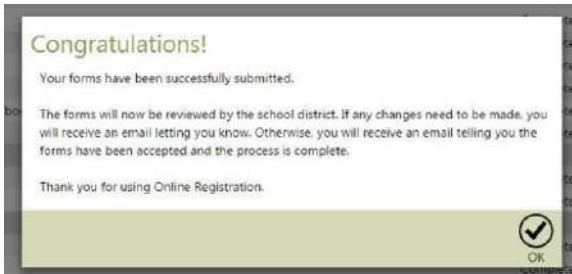 Congratulations!
Your forms have been successfully submitted.
The forms will now be reviewed by the school district. If any changes need to be made, you
will receive an email letting you know. Otherwise, you will receive an email telling you the
forms have been accepted and the process is complete.
Thank you for using Online Registration.
OK